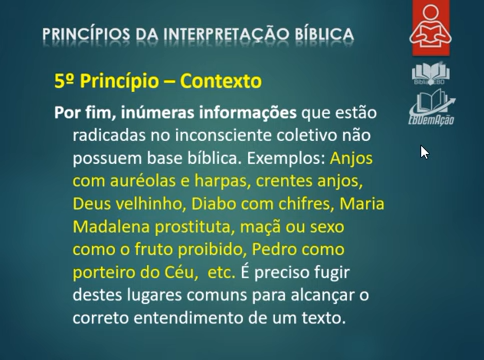 PRINCÍPIOS DA INTERPRETAÇÃO BÍBLICA
5º Princípio – Contexto
Por fim, inúmeras informações que estão
radicadas no inconsciente coletivo não
possuem base bíblica. Exemplos: Anjos
com auréolas e harpas, crentes anjos,
Deus velhinho, Diabo com chifres, Maria
Madalena prostituta, maçã ou sexo
como o fruto proibido, Pedro como
porteiro do Céu, etc. É preciso fugir
destes lugares comuns para alcançar o
correto entendimento de um texto.
EBDemAção